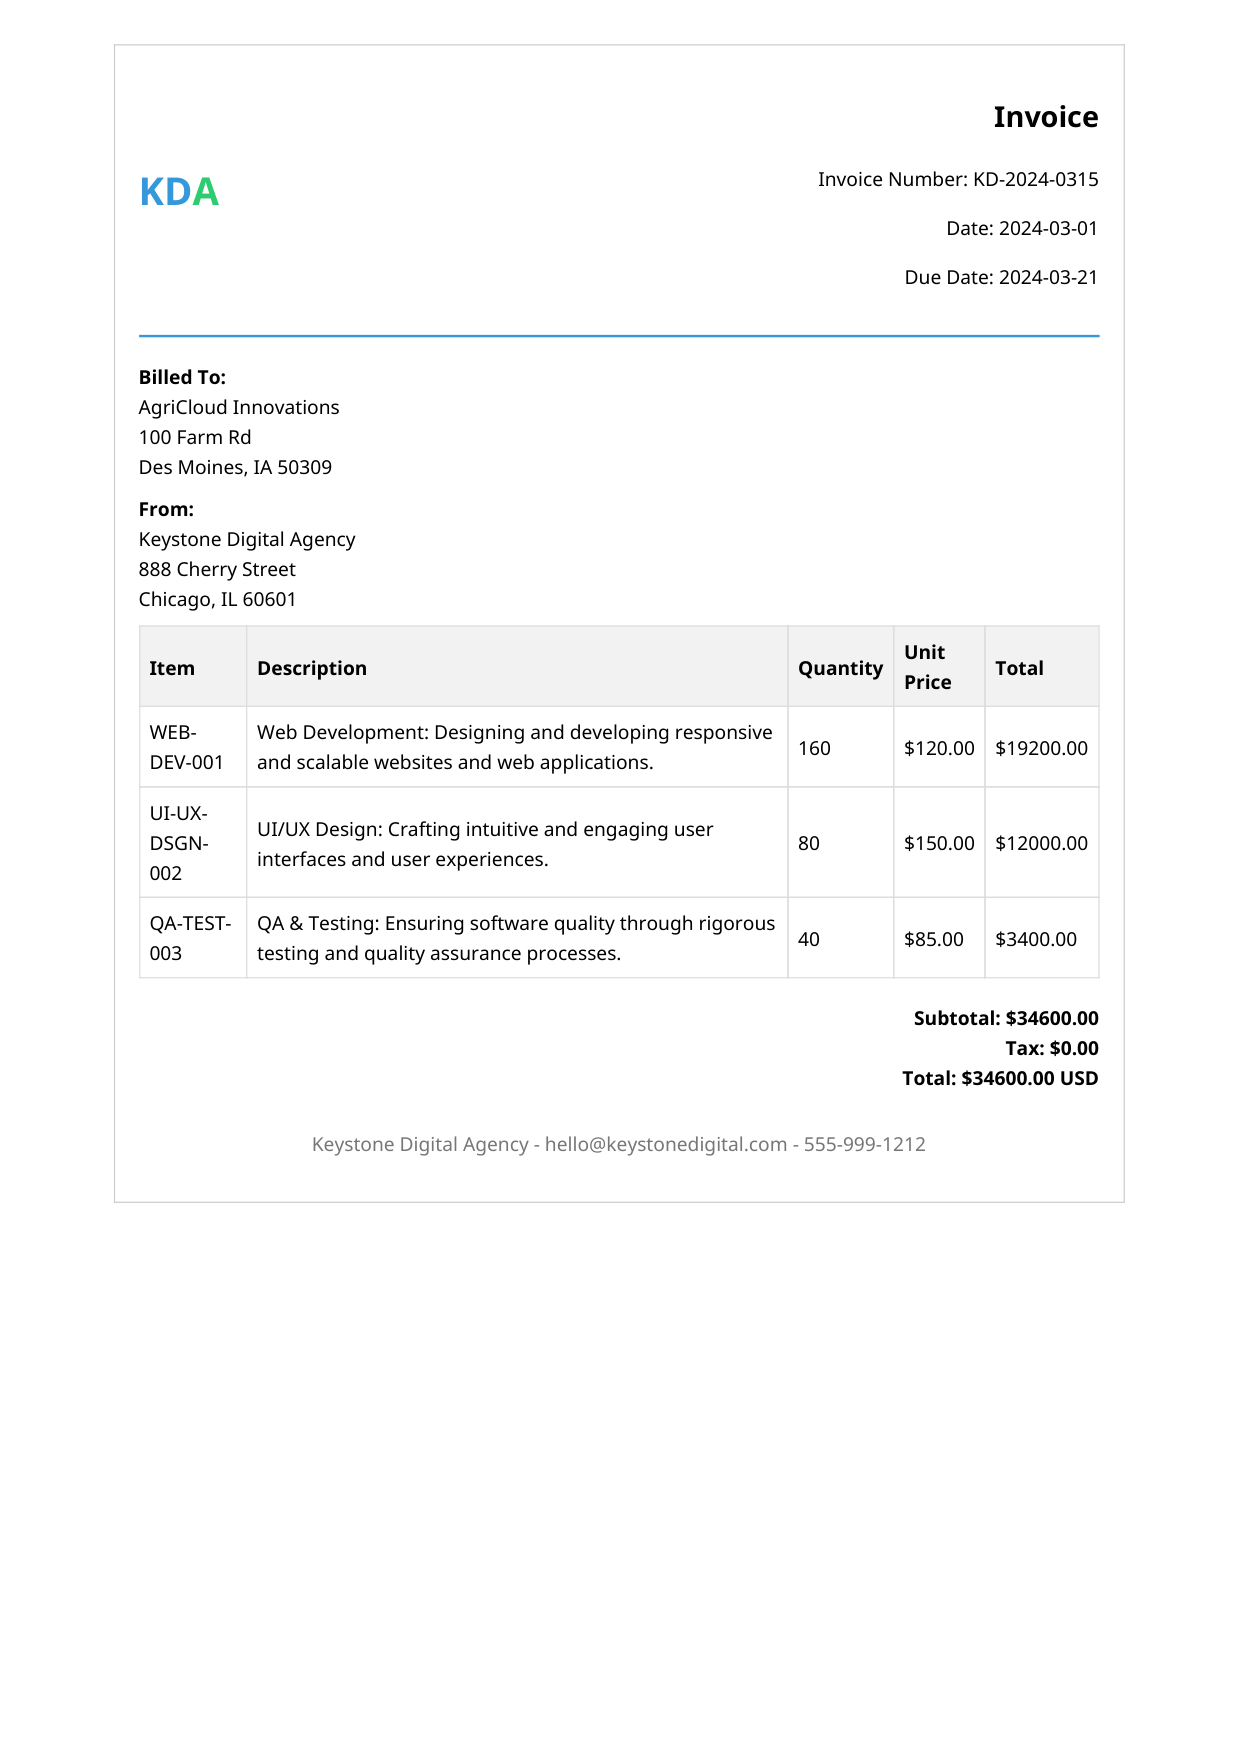 Invoice
KDA
Invoice Number: KD-2024-0315
Date: 2024-03-01
Due Date: 2024-03-21
Billed To:
AgriCloud Innovations
100 Farm Rd
Des Moines, IA 50309
From:
Keystone Digital Agency
888 Cherry Street
Chicago, IL 60601
Item Description Quantity Unit Price Total
WEB-DEV-001 Web Development: Designing and developing responsive and scalable websites and web applications. 160 $120.00 $19200.00
UI-UX-DSGN-002 UI/UX Design: Crafting intuitive and engaging user interfaces and user experiences. 80 $150.00 $12000.00
QA-TEST-003 QA & Testing: Ensuring software quality through rigorous testing and quality assurance processes. 40 $85.00 $3400.00
Subtotal: $34600.00
Tax: $0.00
Total: $34600.00 USD
Keystone Digital Agency - hello@keystonedigital.com - 555-999-1212